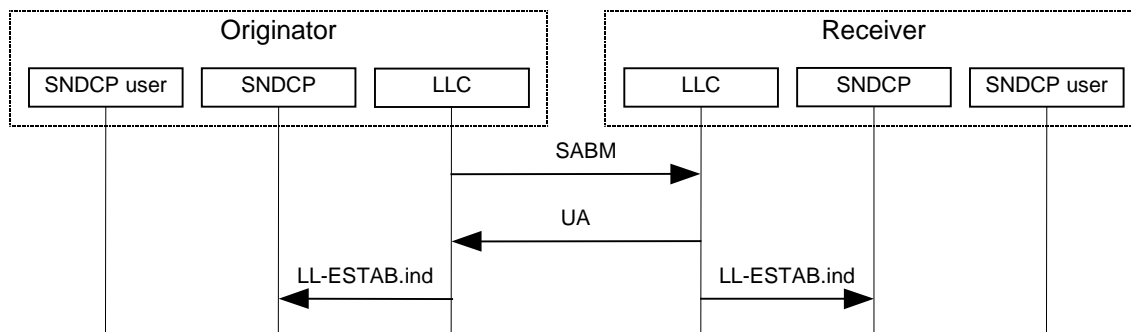 Originator
Receiver
SNDCP user
SNDCP
LLC
LLC
SNDCP
SNDCP user
SABM
UA
LL-ESTAB.ind
LL-ESTAB.ind